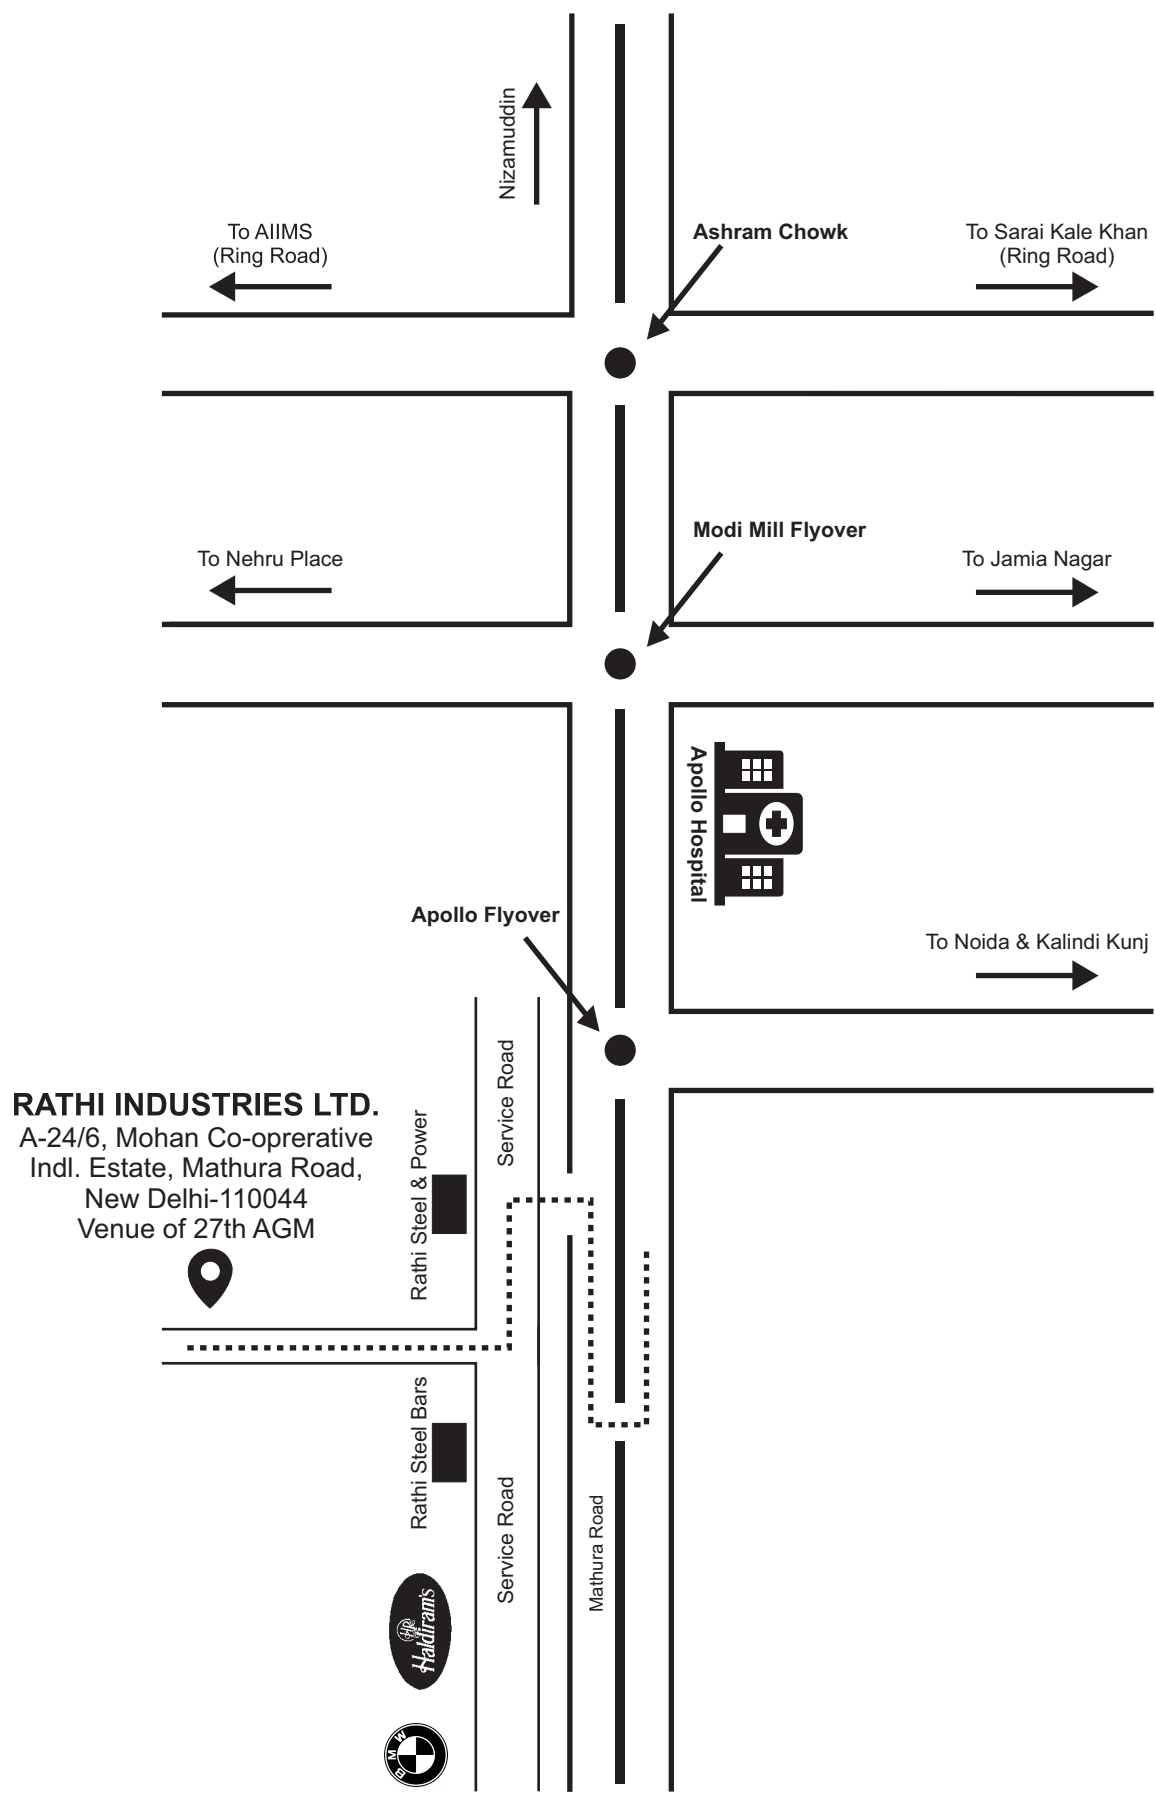 Nizamuddin
To AIIMS
(Ring Road)
Ashram Chowk
To Sarai Kale Khan
(Ring Road)
Modi Mill Flyover
To Nehru Place
To Jamia Nagar
Apollo Hospital
Apollo Flyover
To Noida & Kalindi Kunj
Service Road
RATHI INDUSTRIES LTD.
A-24/6, Mohan Co-oprerative
Indl. Estate, Mathura Road,
New Delhi-110044
Venue of 27th AGM
Rathi Steel & Power
Rathi Steel Bars
Service Road
Mathura Road
HR
Haldiram's
BMW